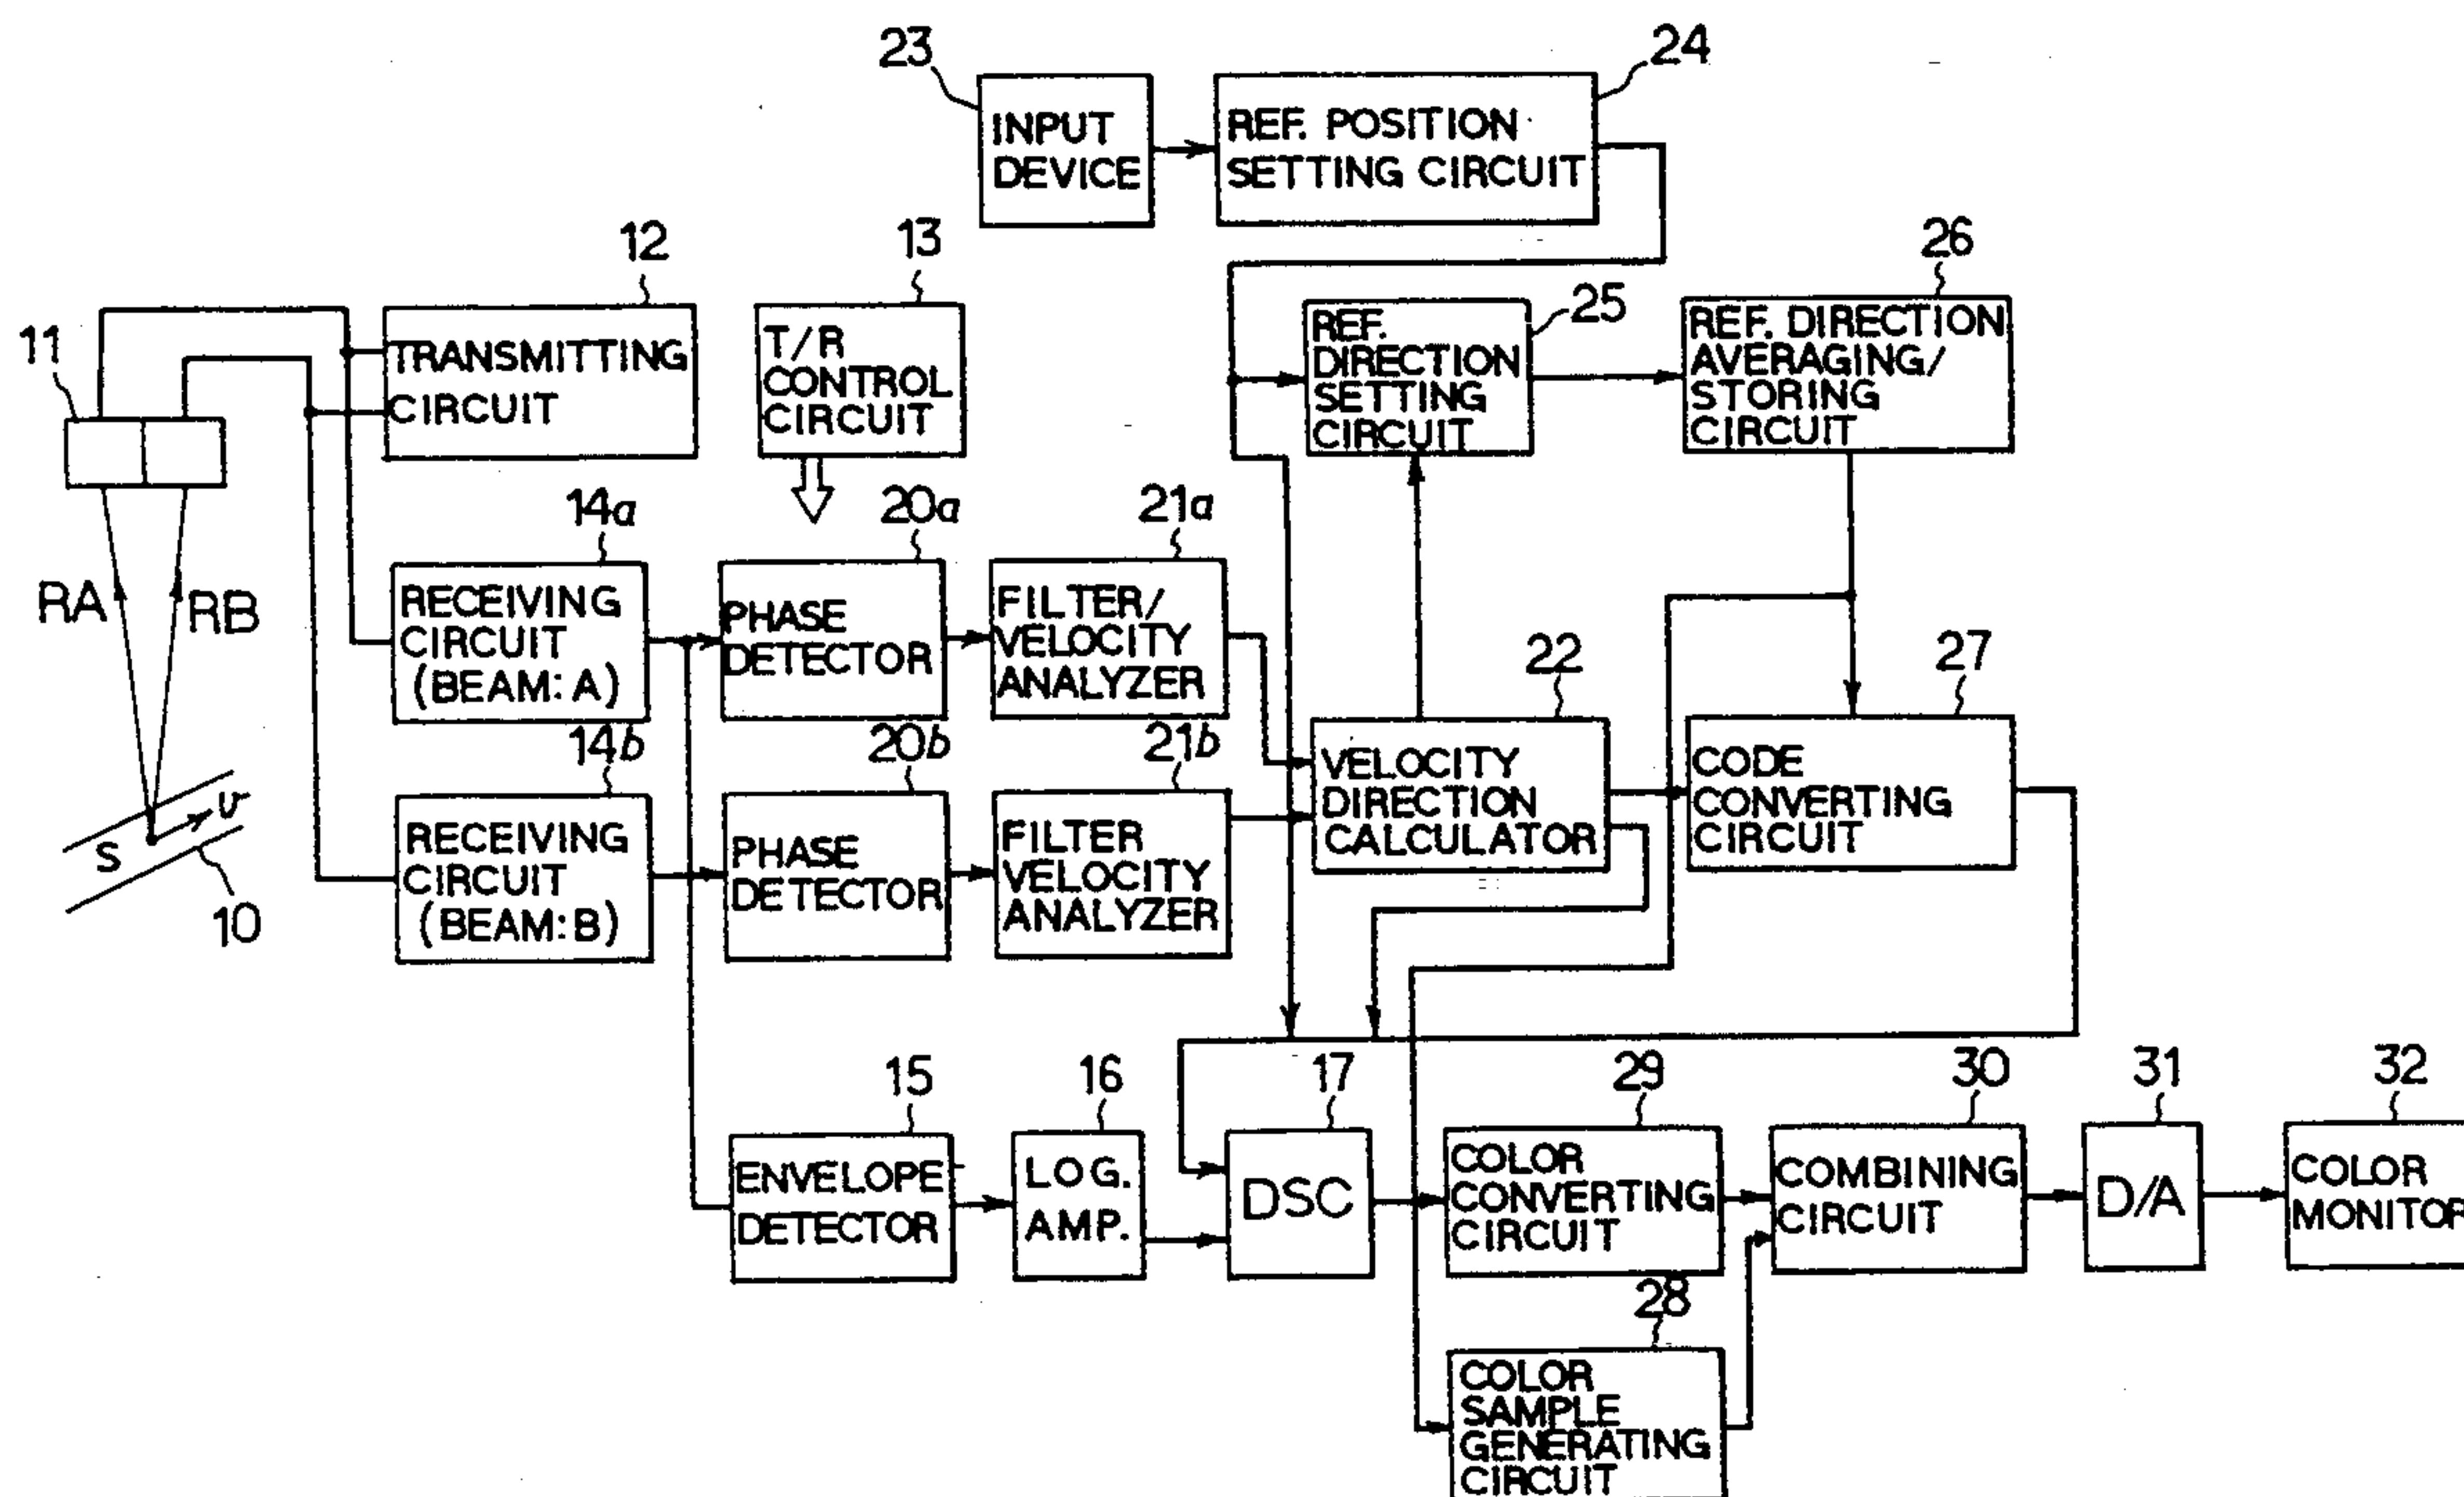 23
24
INPUT
DEVICE
REF. POSITION
SETTING CIRCUIT
12
13
26
11
TRANSMITTING
CIRCUIT
T/R
CONTROL
CIRCUIT
REF.
DIRECTION
SETTING
CIRCUIT
25
REF. DIRECTION
AVERAGING/
STORING
CIRCUIT
14a
20a
21a
RA
RB
RECEIVING
CIRCUIT
(BEAM: A)
PHASE
DETECTOR
FILTER/
VELOCITY
ANALYZER
22
27
14b
20b
21b
VELOCITY
DIRECTION
CALCULATOR
CODE
CONVERTING
CIRCUIT
S
v
10
RECEIVING
CIRCUIT
(BEAM: B)
PHASE
DETECTOR
FILTER
VELOCITY
ANALYZER
15
16
17
29
30
31
32
ENVELOPE
DETECTOR
LOG.
AMP.
DSC
COLOR
CONVERTING
CIRCUIT
COMBINING
CIRCUIT
D/A
COLOR
MONITOR
28
COLOR
SAMPLE
GENERATING
CIRCUIT